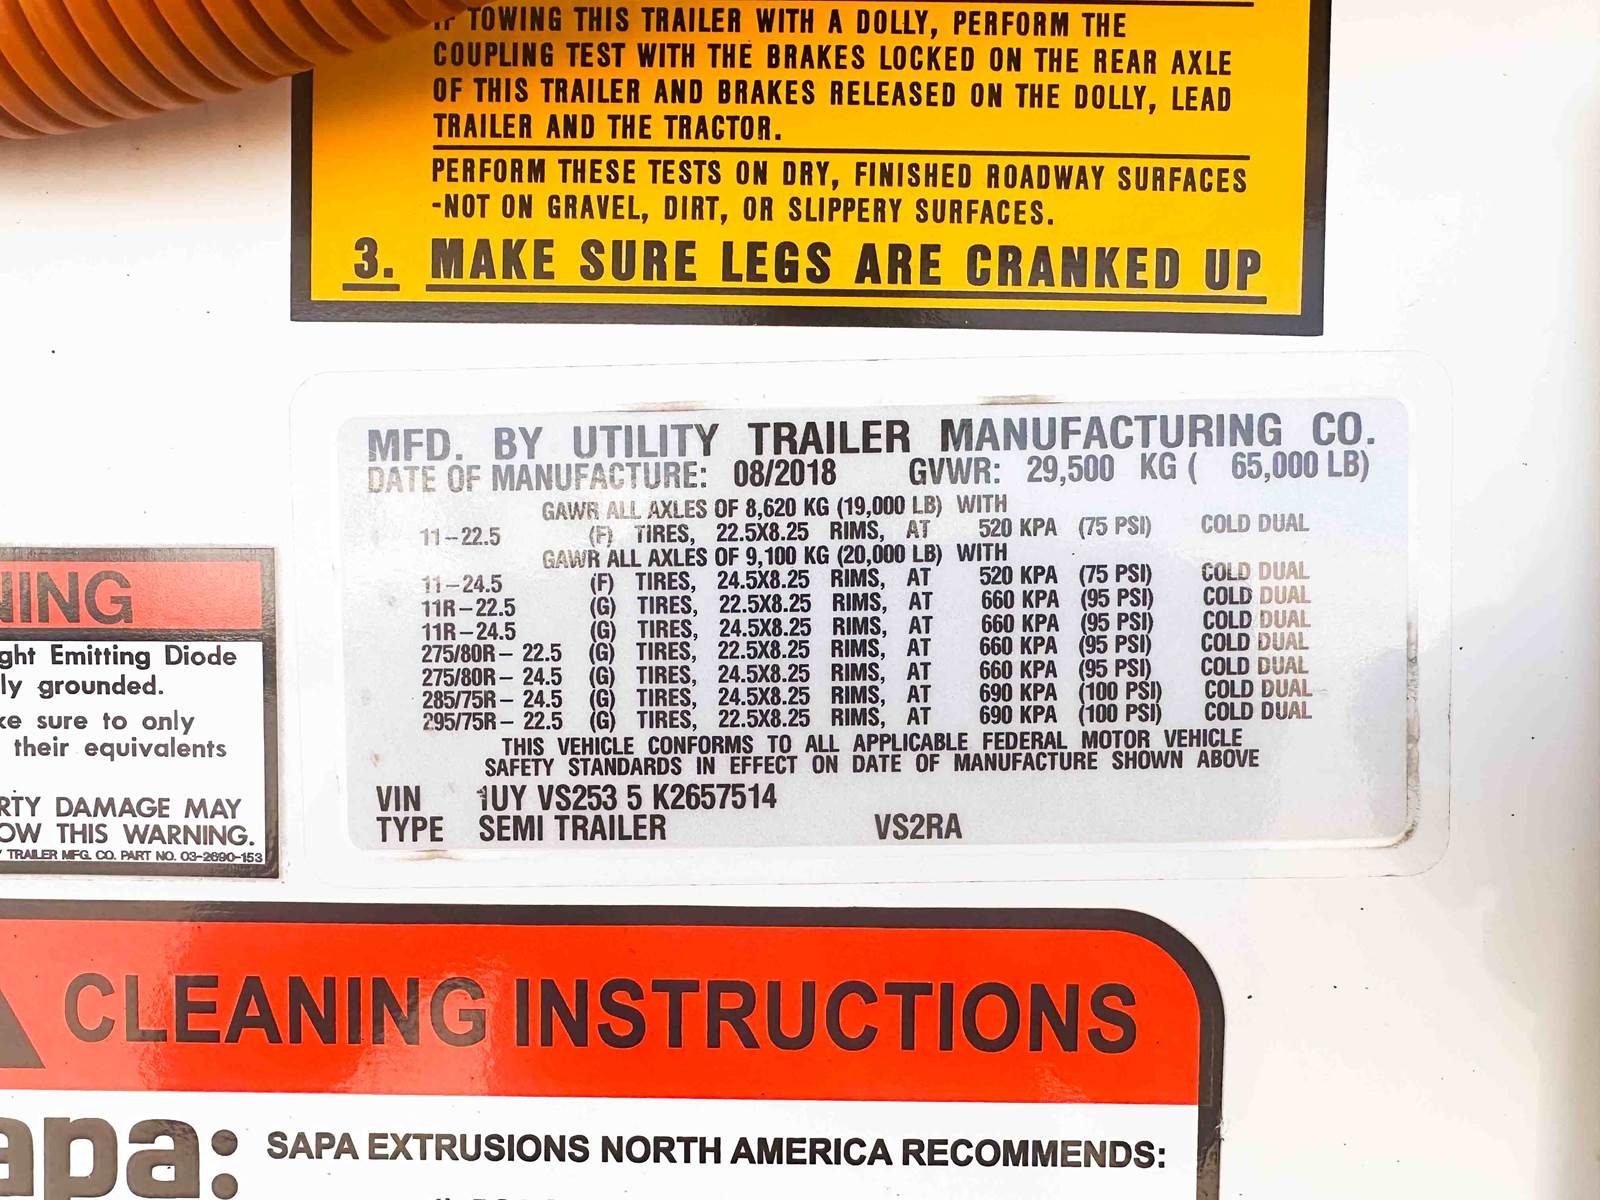 IF TOWING THIS TRAILER WITH A DOLLY, PERFORM THE
COUPLING TEST WITH THE BRAKES LOCKED ON THE REAR AXLE
OF THIS TRAILER AND BRAKES RELEASED ON THE DOLLY, LEAD
TRAILER AND THE TRACTOR.
PERFORM THESE TESTS ON DRY, FINISHED ROADWAY SURFACES
-NOT ON GRAVEL, DIRT, OR SLIPPERY SURFACES.
3. MAKE SURE LEGS ARE CRANKED UP
MFD. BY UTILITY TRAILER MANUFACTURING CO.
DATE OF MANUFACTURE: 08/2018 GVWR: 29,500 KG ( 65,000 LB)
GAWR ALL AXLES OF 8,620 KG (19,000 LB) WITH
11-22.5 (F) TIRES, 22.5X8.25 RIMS, AT 520 KPA (75 PSI) COLD DUAL
GAWR ALL AXLES OF 9,100 KG (20,000 LB) WITH
11-24.5 (F) TIRES, 24.5X8.25 RIMS, AT 520 KPA (75 PSI) COLD DUAL
11R-22.5 (G) TIRES, 22.5X8.25 RIMS, AT 660 KPA (95 PSI) COLD DUAL
11R-24.5 (G) TIRES, 24.5X8.25 RIMS, AT 660 KPA (95 PSI) COLD DUAL
275/80R- 22.5 (G) TIRES, 22.5X8.25 RIMS, AT 660 KPA (95 PSI) COLD DUAL
275/80R- 24.5 (G) TIRES, 24.5X8.25 RIMS, AT 660 KPA (95 PSI) COLD DUAL
285/75R- 24.5 (G) TIRES, 24.5X8.25 RIMS, AT 690 KPA (100 PSI) COLD DUAL
295/75R- 22.5 (G) TIRES, 22.5X8.25 RIMS, AT 690 KPA (100 PSI) COLD DUAL
THIS VEHICLE CONFORMS TO ALL APPLICABLE FEDERAL MOTOR VEHICLE
SAFETY STANDARDS IN EFFECT ON DATE OF MANUFACTURE SHOWN ABOVE
VIN 1UY VS253 5 K2657514
TYPE SEMI TRAILER VS2RA
NING
ght Emitting Diode
ly grounded.
ke sure to only
their equivalents
RTY DAMAGE MAY
OW THIS WARNING.
TRAILER MFG. CO. PART NO. 03-2690-153
CLEANING INSTRUCTIONS
apa:
SAPA EXTRUSIONS NORTH AMERICA RECOMMENDS: